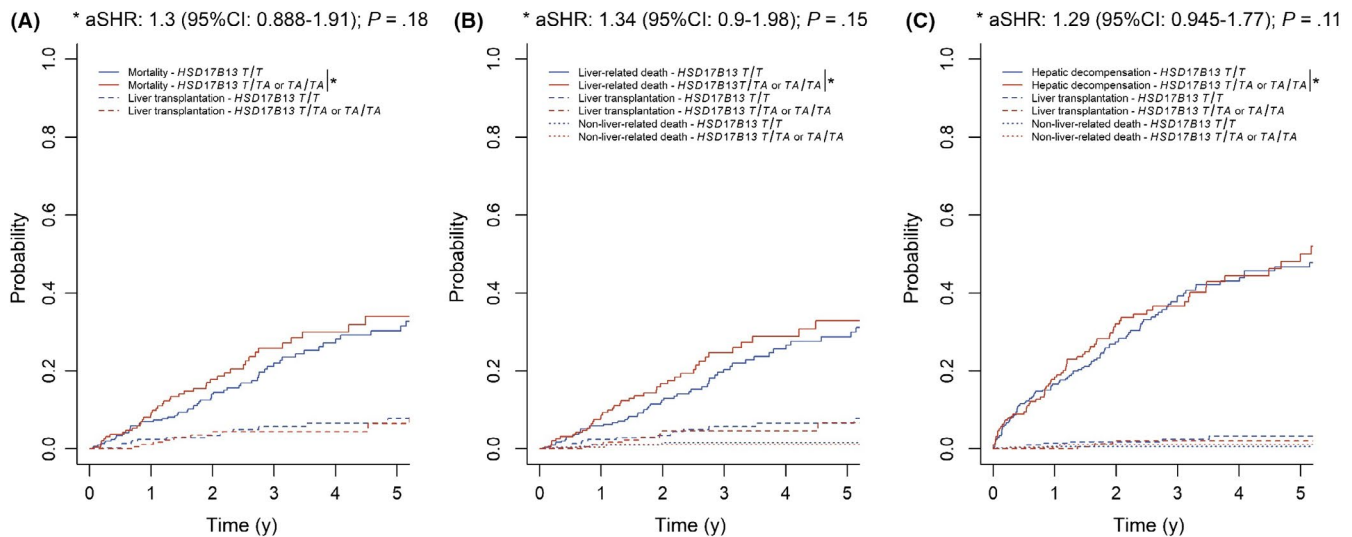 (A)
* aSHR: 1.3 (95%CI: 0.888-1.91); P = .18
Mortality - HSD17B13 T/T
Mortality - HSD17B13 T/TA or TA/TA
*
Liver transplantation - HSD17B13 T/T
Liver transplantation - HSD17B13 T/TA or TA/TA
Probability
1.0
0.8
0.6
0.4
0.2
0.0
0 1 2 3 4 5
Time (y)
(B)
* aSHR: 1.34 (95%CI: 0.9-1.98); P = .15
Liver-related death - HSD17B13 T/T
Liver-related death - HSD17B13 T/TA or TA/TA
*
Liver transplantation - HSD17B13 T/T
Liver transplantation - HSD17B13 T/TA or TA/TA
Non-liver-related death - HSD17B13 T/T
Non-liver-related death - HSD17B13 T/TA or TA/TA
Probability
1.0
0.8
0.6
0.4
0.2
0.0
0 1 2 3 4 5
Time (y)
(C)
* aSHR: 1.29 (95%CI: 0.945-1.77); P = .11
Hepatic decompensation - HSD17B13 T/T
Hepatic decompensation - HSD17B13 T/TA or TA/TA
*
Liver transplantation - HSD17B13 T/T
Liver transplantation - HSD17B13 T/TA or TA/TA
Non-liver-related death - HSD17B13 T/T
Non-liver-related death - HSD17B13 T/TA or TA/TA
Probability
1.0
0.8
0.6
0.4
0.2
0.0
0 1 2 3 4 5
Time (y)